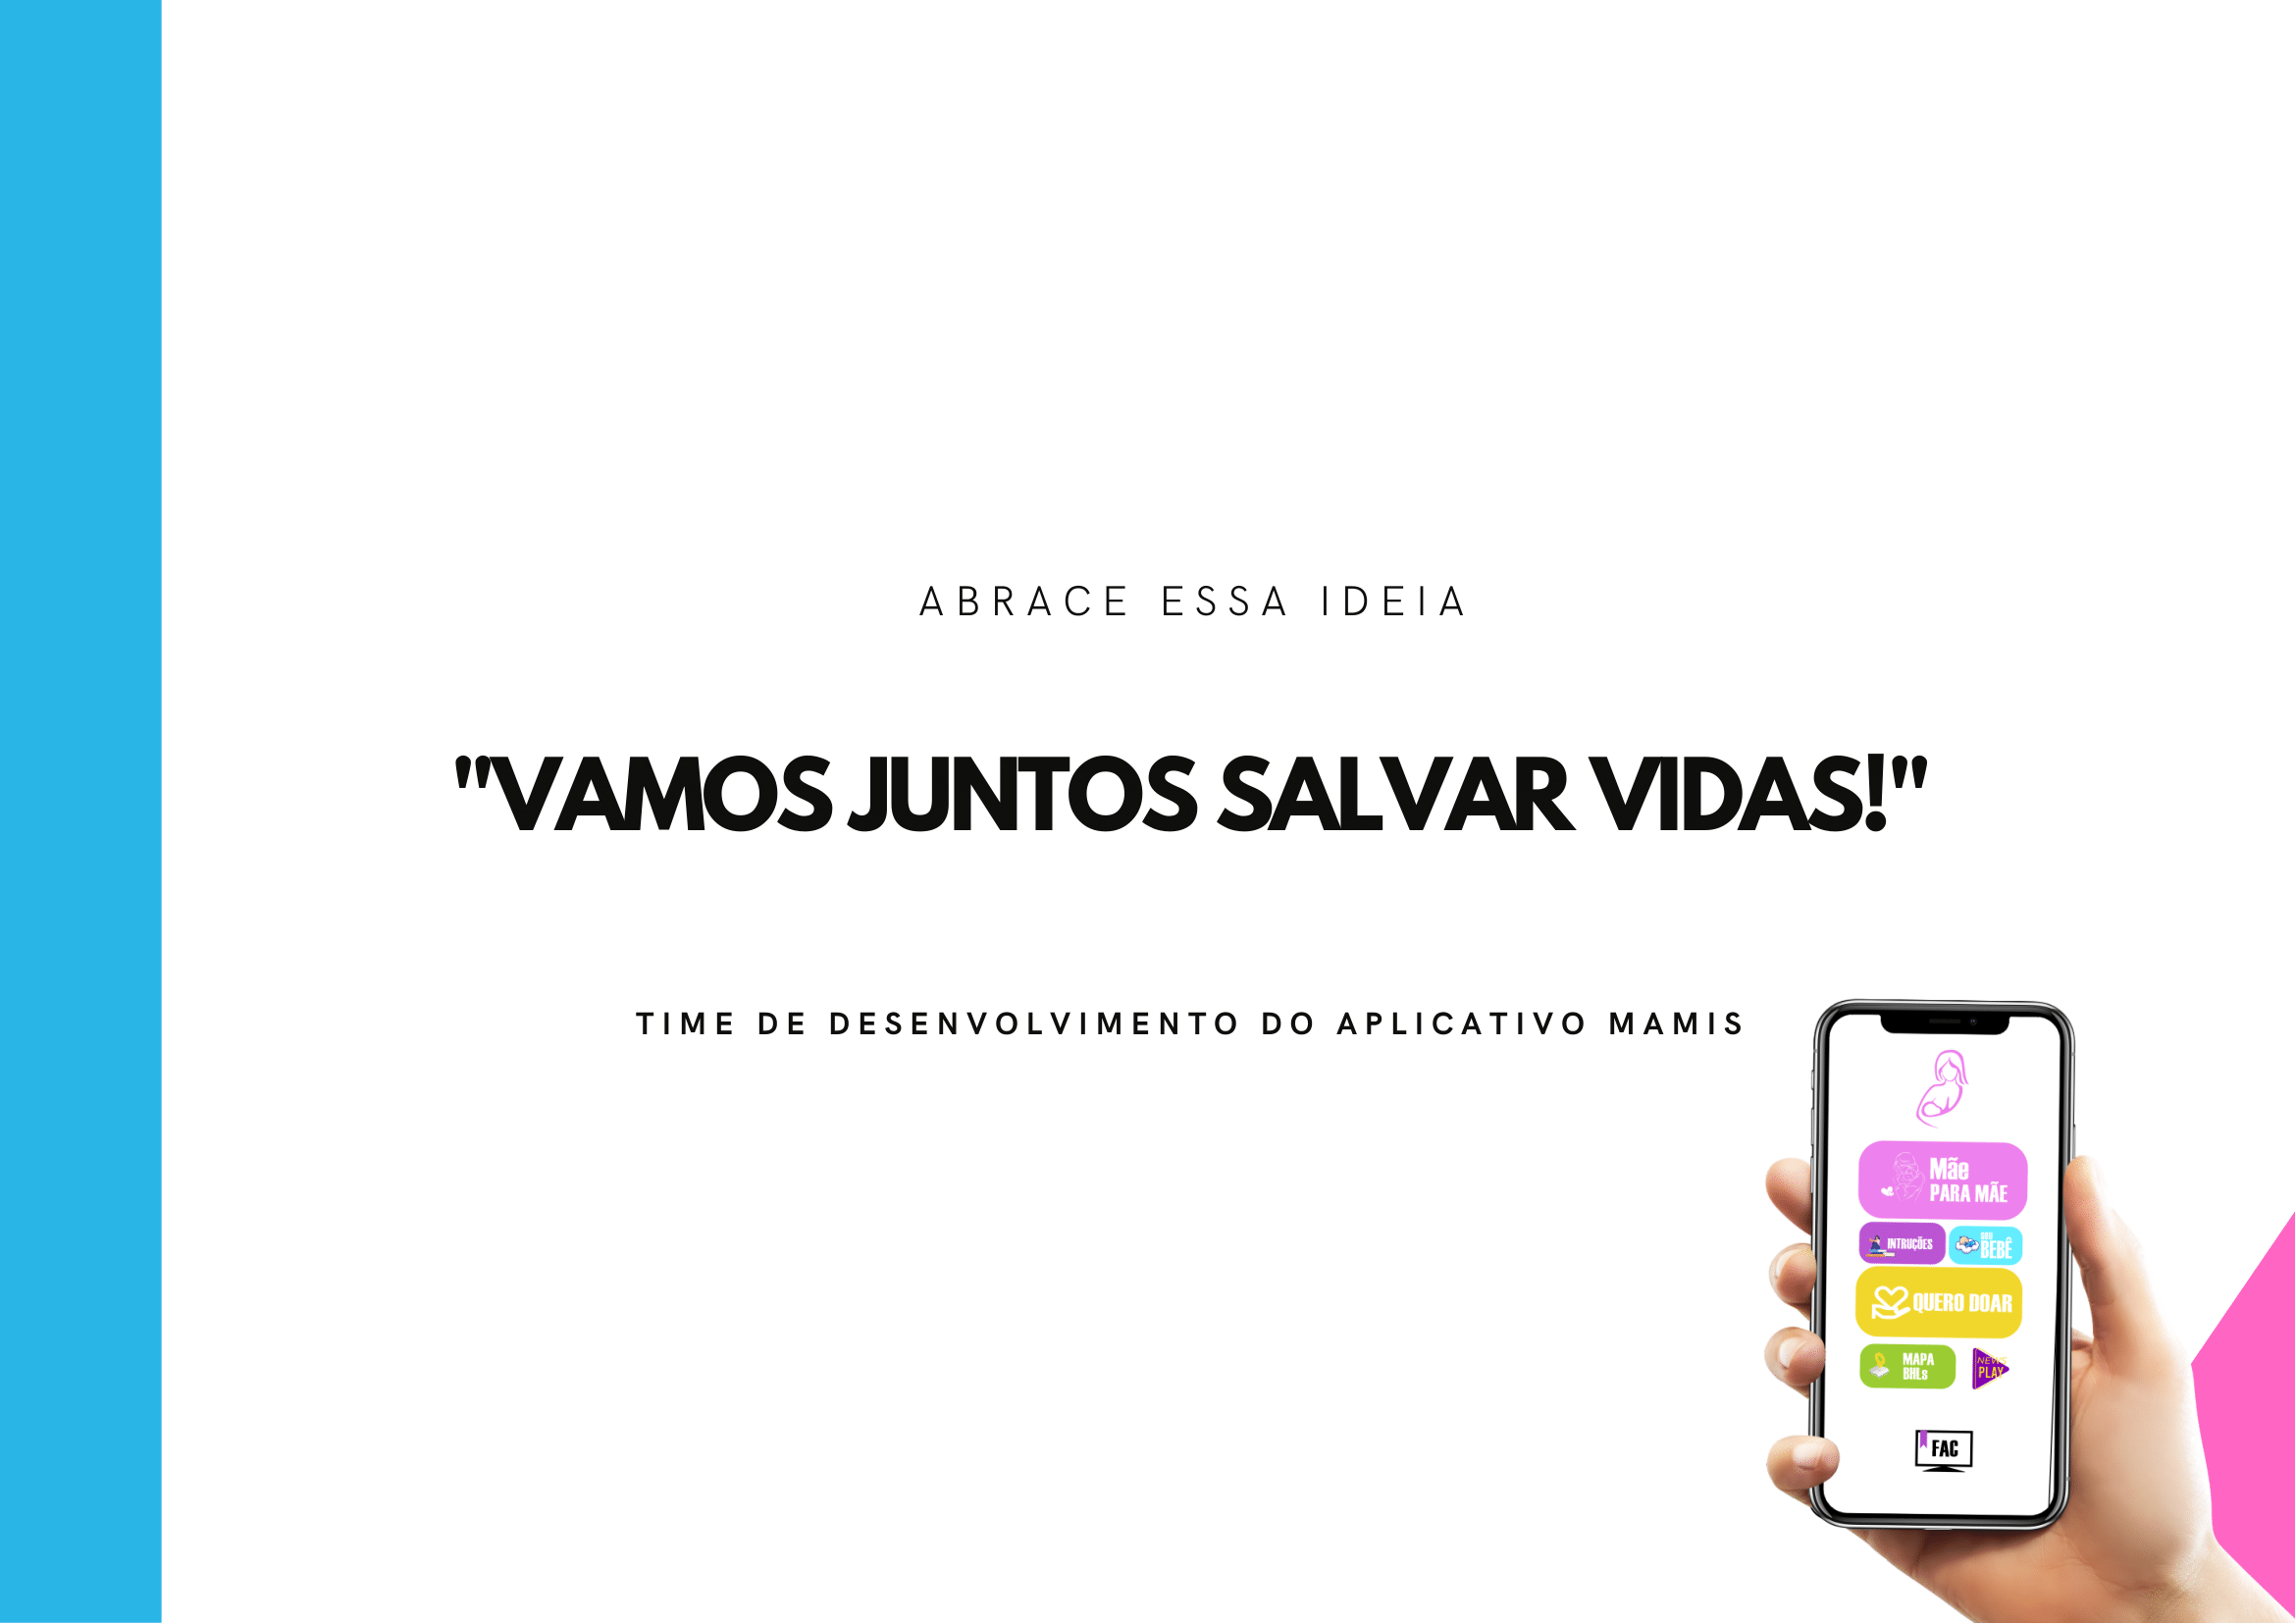 ABRACE ESSA IDEIA
"VAMOS JUNTOS SALVAR VIDAS!"
TIME DE DESENVOLVIMENTO DO APLICATIVO MAMIS
Mãe
PARA MÃE
INTRUÇÕES
SEU
BEBÊ
QUERO DOAR
MAPA
BHLs
NEWS
PLAY
FAC